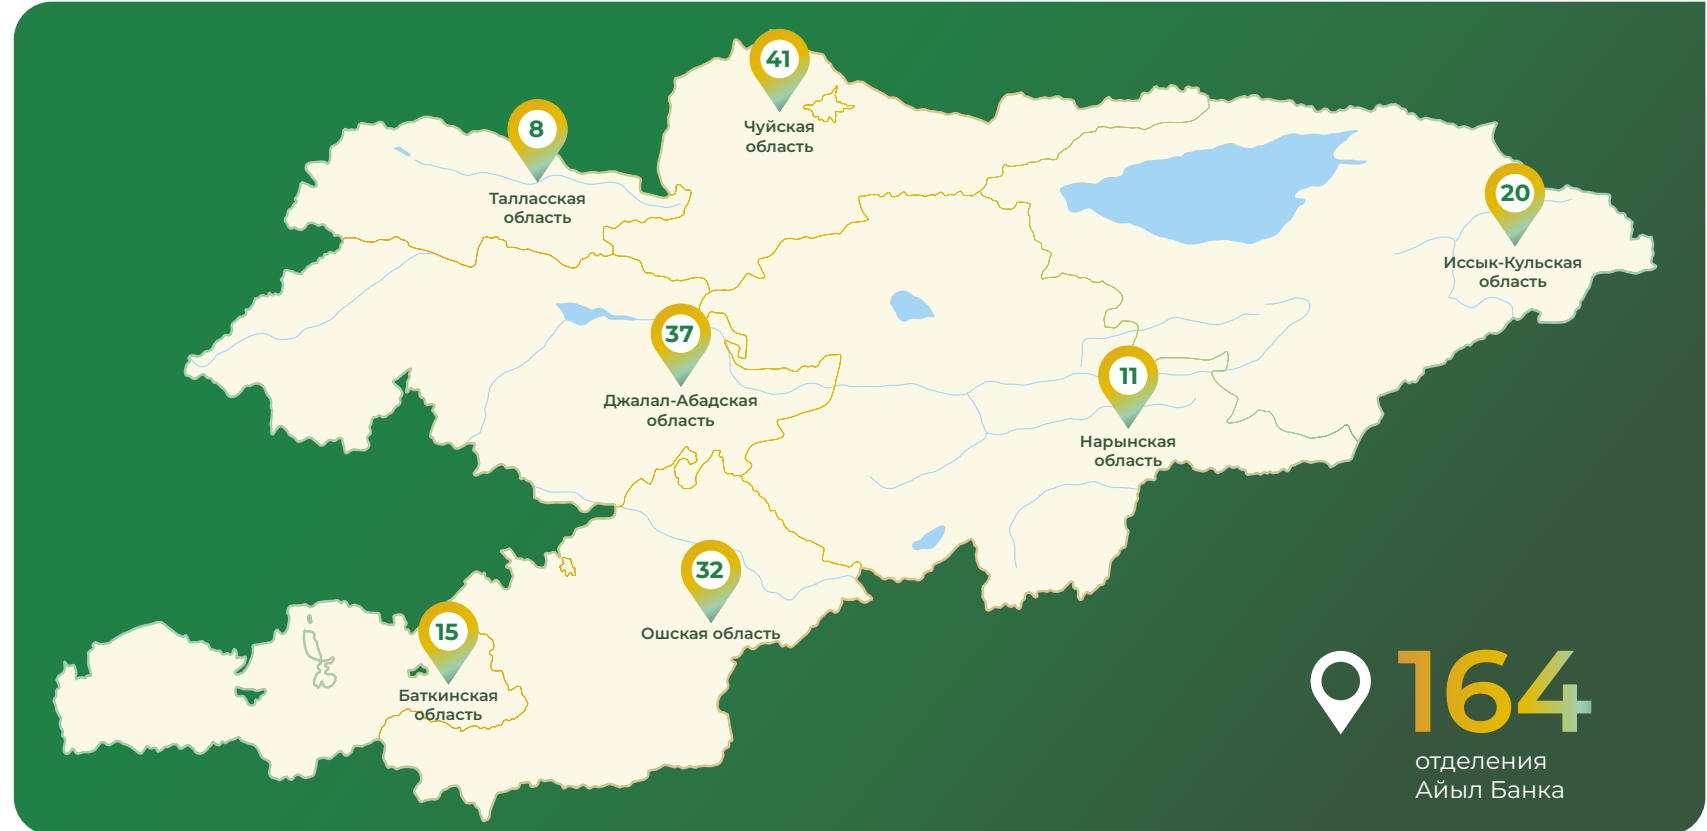 41
Чуйская
область
8
Талласская
область
20
Иссык-Кульская
область
37
Джалал-Абадская
область
11
Нарынская
область
32
Ошская область
15
Баткинская
область
164
отделения
Айыл Банка